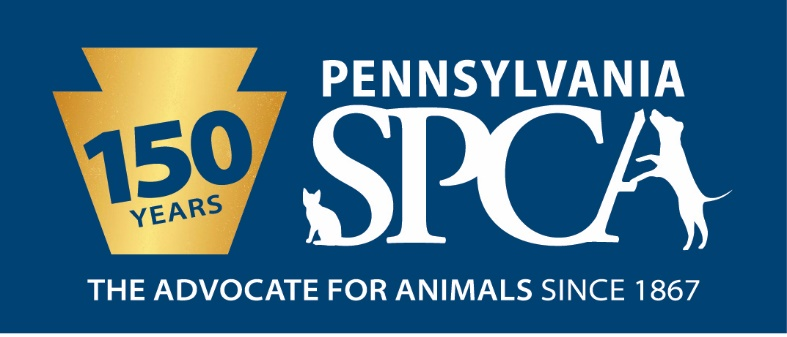 150
YEARS
PENNSYLVANIA
SPCA
THE ADVOCATE FOR ANIMALS SINCE 1867